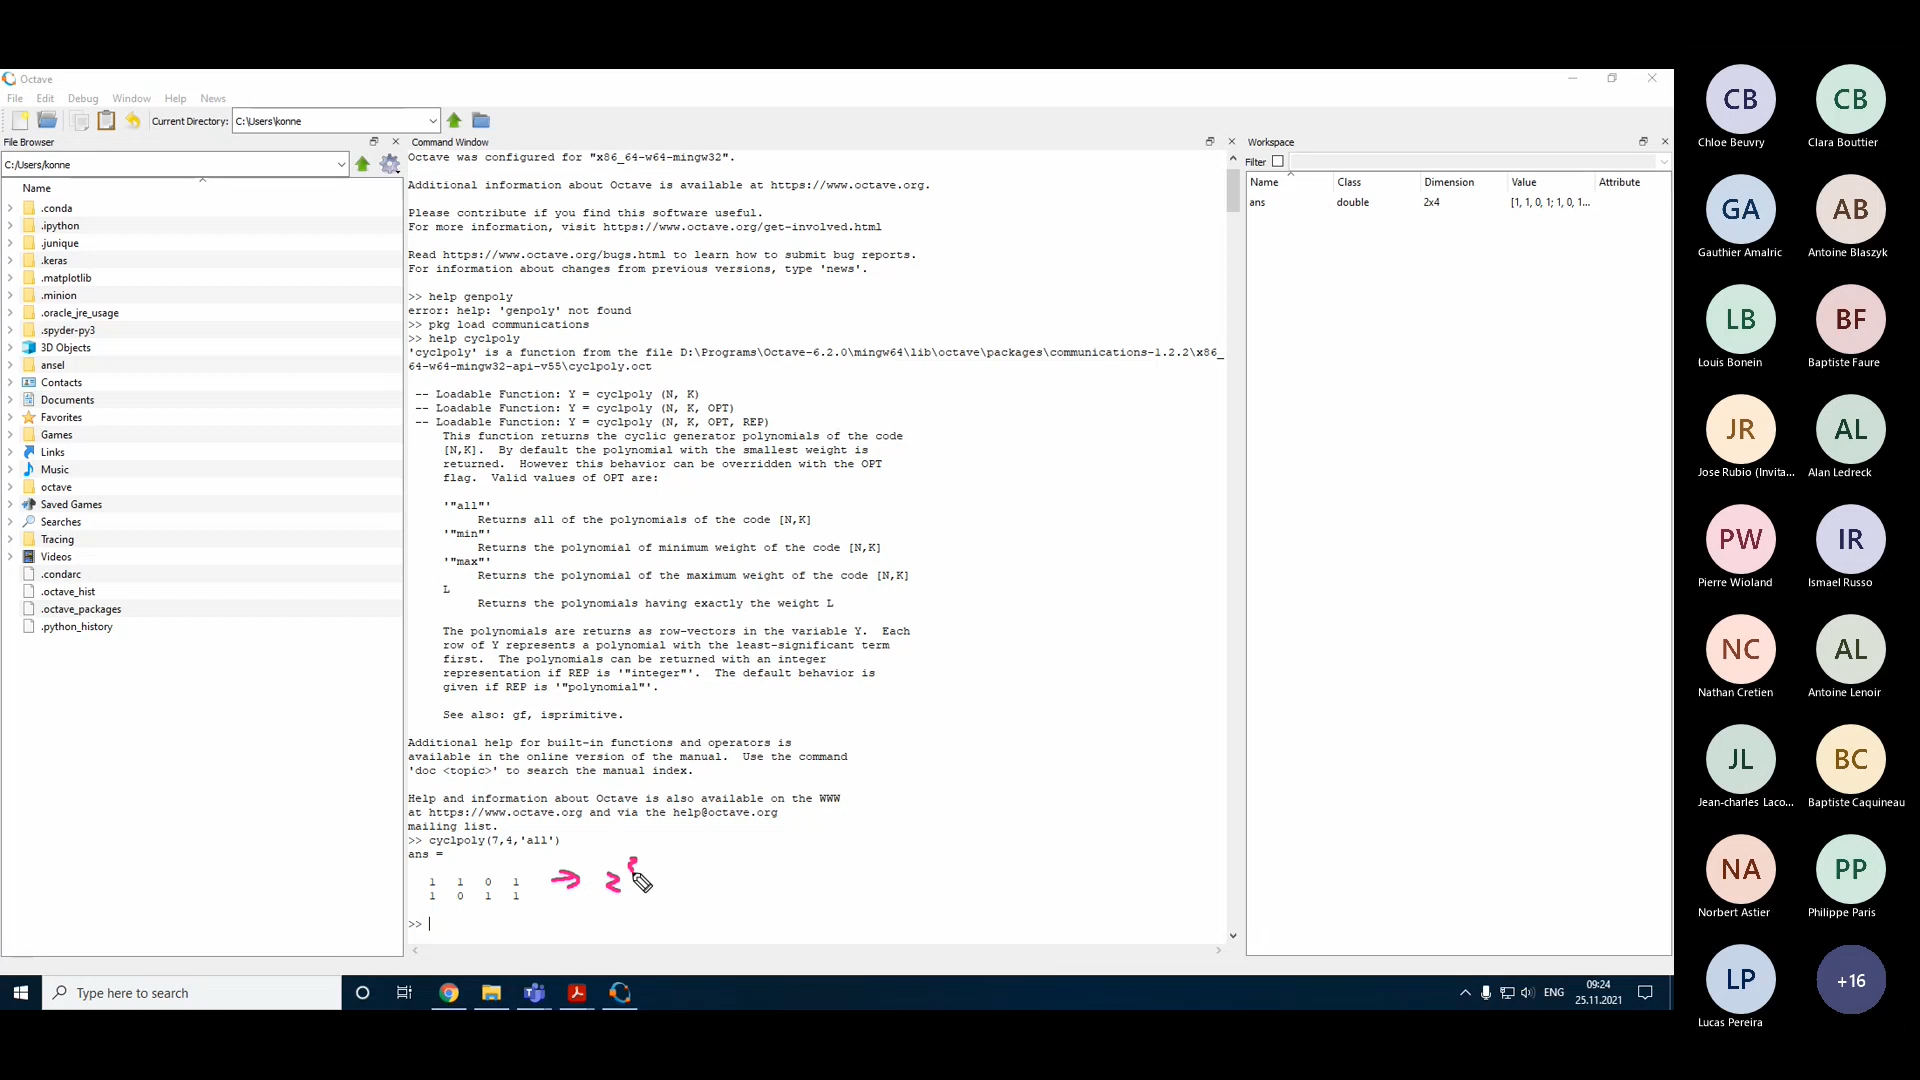 Octave
File Edit Debug Window Help News
Current Directory: C:\Users\konne
File Browser
C:/Users/konne
Name
.conda
.ipython
.junique
.keras
.matplotlib
.minion
.oracle_jre_usage
.spyder-py3
3D Objects
ansel
Contacts
Documents
Favorites
Games
Links
Music
octave
Saved Games
Searches
Tracing
Videos
.condarc
.octave_hist
.octave_packages
.python_history
Command Window
Octave was configured for "x86_64-w64-mingw32".
Additional information about Octave is available at https://www.octave.org.
Please contribute if you find this software useful.
For more information, visit https://www.octave.org/get-involved.html
Read https://www.octave.org/bugs.html to learn how to submit bug reports.
For information about changes from previous versions, type 'news'.
>> help genpoly
error: help: 'genpoly' not found
>> pkg load communications
>> help cyclpoly
'cyclpoly' is a function from the file D:\Programs\Octave-6.2.0\mingw64\lib\octave\packages\communications-1.2.2\x86_
64-w64-mingw32-api-v55\cyclpoly.oct
-- Loadable Function: Y = cyclpoly (N, K)
-- Loadable Function: Y = cyclpoly (N, K, OPT)
-- Loadable Function: Y = cyclpoly (N, K, OPT, REP)
This function returns the cyclic generator polynomials of the code
[N,K]. By default the polynomial with the smallest weight is
returned. However this behavior can be overridden with the OPT
flag. Valid values of OPT are:
'"all"'
Returns all of the polynomials of the code [N,K]
'"min"'
Returns the polynomial of minimum weight of the code [N,K]
'"max"'
Returns the polynomial of the maximum weight of the code [N,K]
L
Returns the polynomials having exactly the weight L
The polynomials are returns as row-vectors in the variable Y. Each
row of Y represents a polynomial with the least-significant term
first. The polynomials can be returned with an integer
representation if REP is '"integer"'. The default behavior is
given if REP is '"polynomial"'.
See also: gf, isprimitive.
Additional help for built-in functions and operators is
available in the online version of the manual. Use the command
'doc <topic>' to search the manual index.
Help and information about Octave is also available on the WWW
at https://www.octave.org and via the help@octave.org
mailing list.
>> cyclpoly(7,4,'all')
ans =
1 1 0 1 → 2
1 0 1 1
>>
Workspace
Filter
Name Class Dimension Value Attribute
ans double 2x4 [1, 1, 0, 1; 1, 0, 1...
Type here to search
ENG
09:24
25.11.2021
CB CB
Chloe Beuvry Clara Bouttier
GA AB
Gauthier Amalric Antoine Blaszyk
LB BF
Louis Bonein Baptiste Faure
JR AL
Jose Rubio (Invita... Alan Ledreck
PW IR
Pierre Wioland Ismael Russo
NC AL
Nathan Cretien Antoine Lenoir
JL BC
Jean-charles Laco... Baptiste Caquineau
NA PP
Norbert Astier Philippe Paris
LP +16
Lucas Pereira